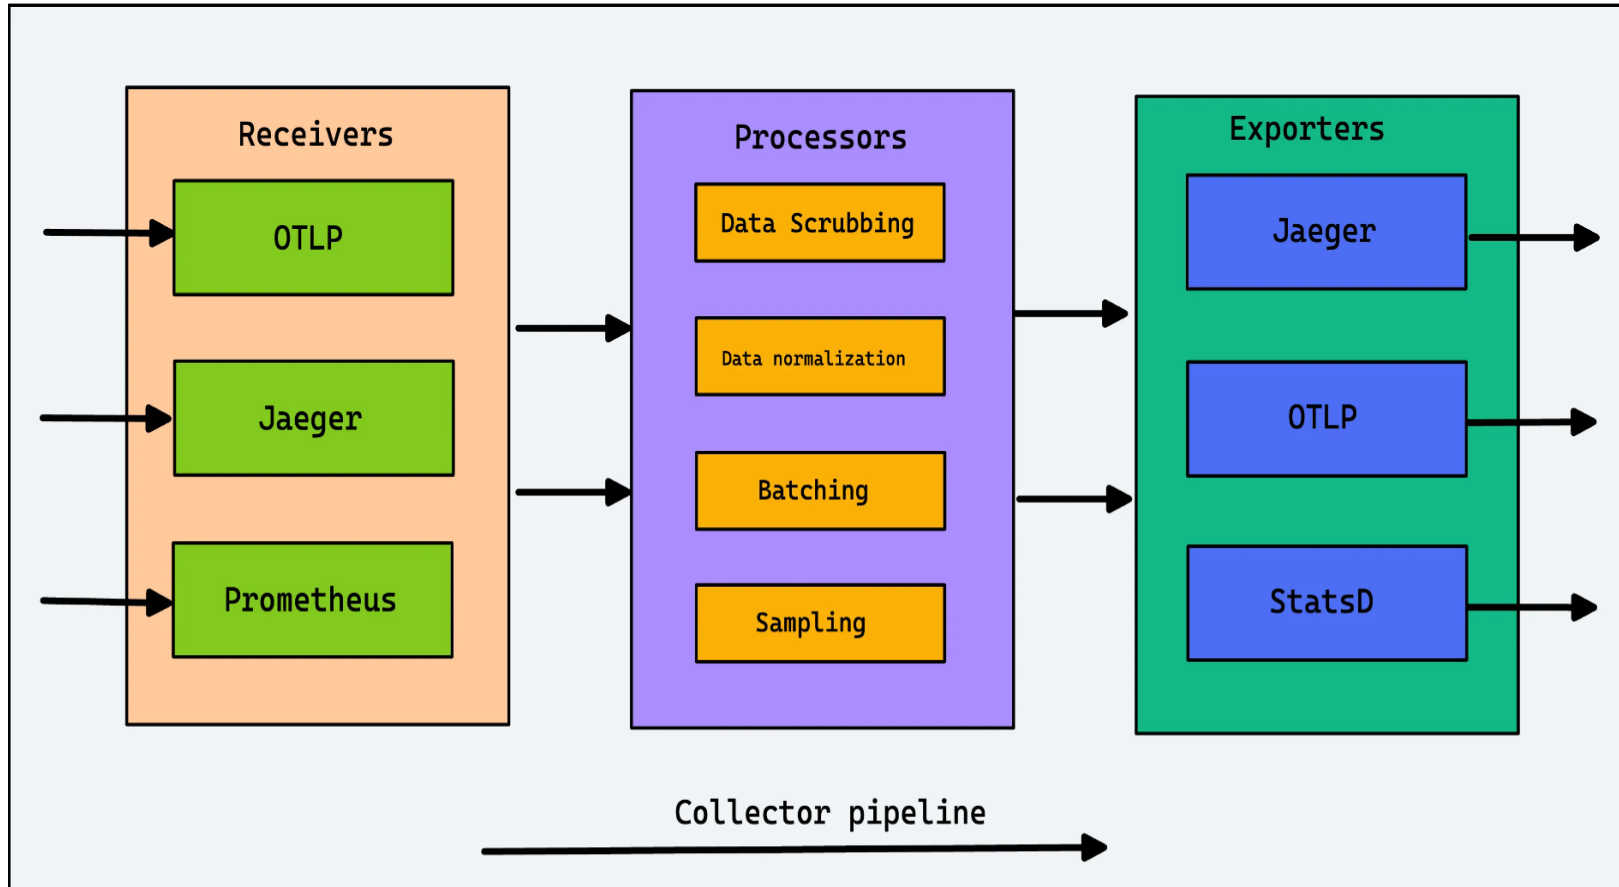 Receivers
OTLP
Jaeger
Prometheus
Processors
Data Scrubbing
Data normalization
Batching
Sampling
Exporters
Jaeger
OTLP
StatsD
Collector pipeline